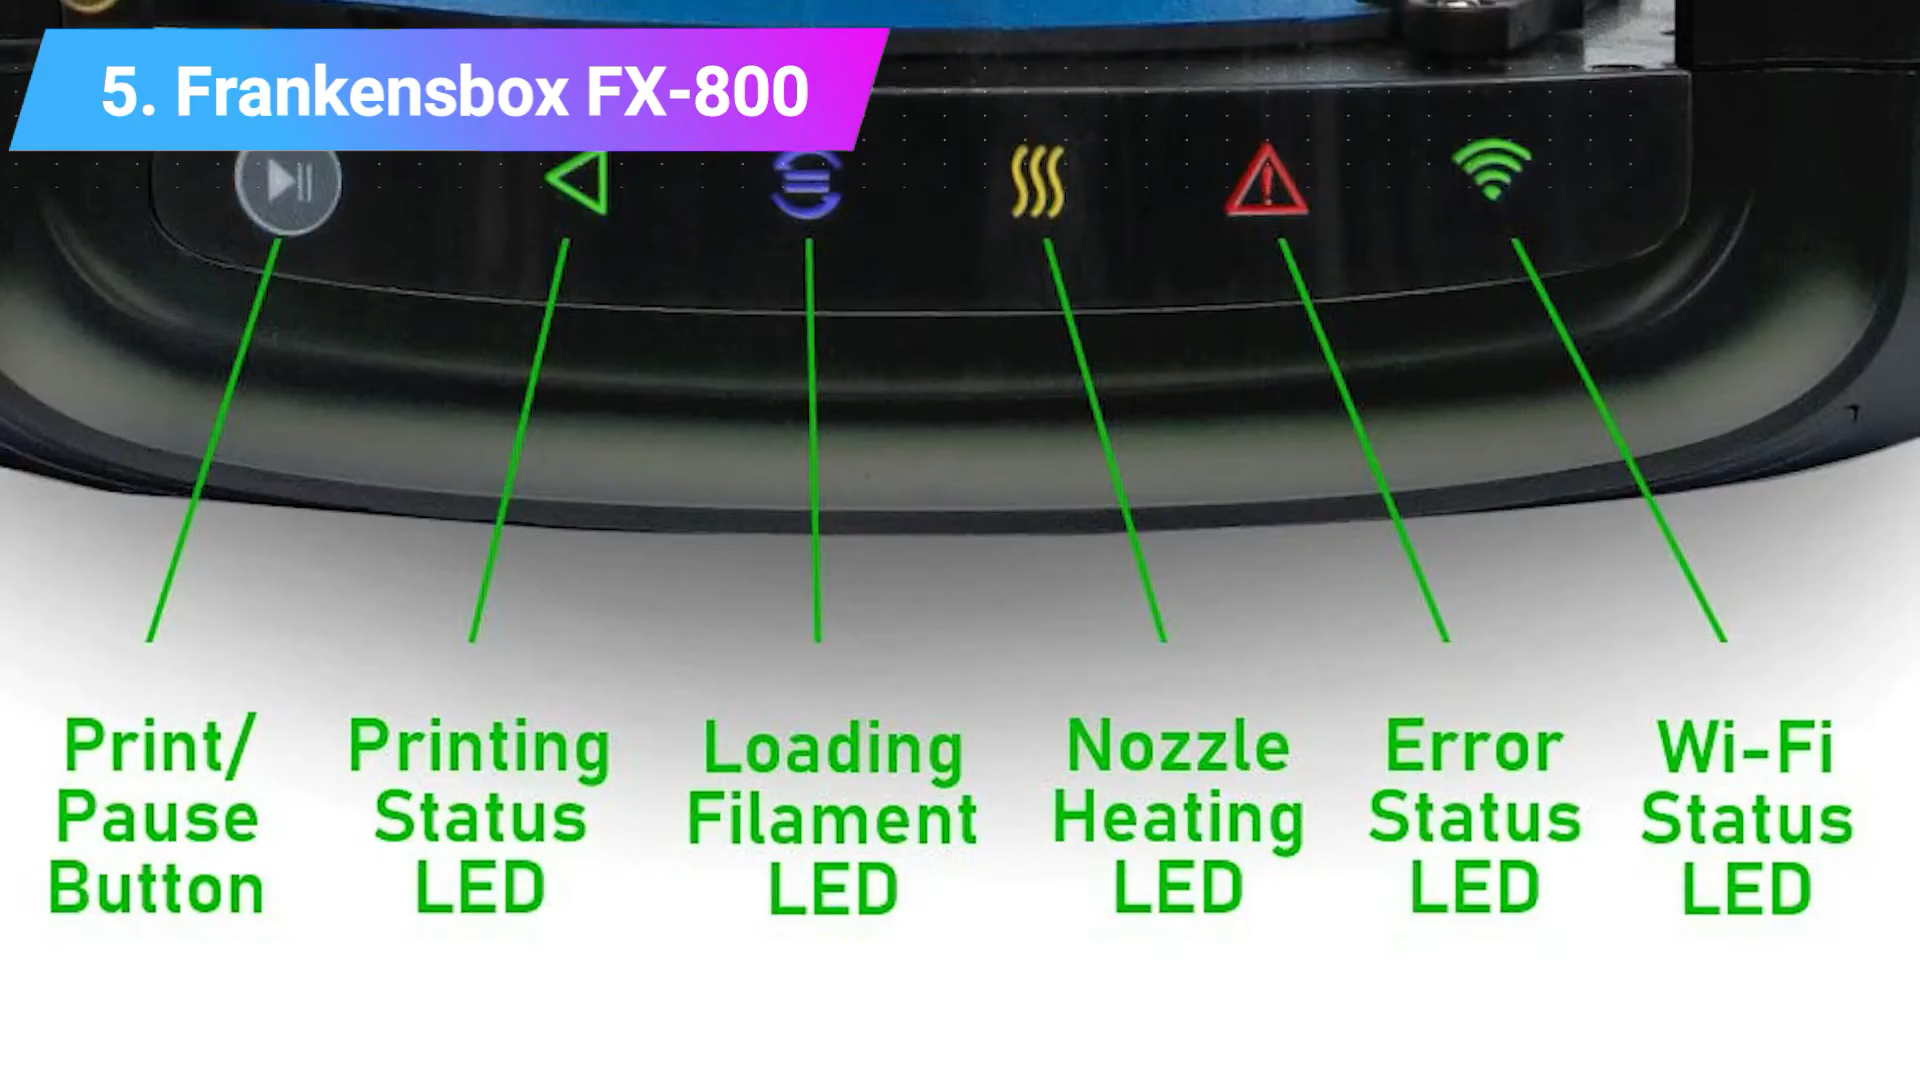 5. Frankensbox FX-800
Print/
Pause
Button
Printing
Status
LED
Loading
Filament
LED
Nozzle
Heating
LED
Error
Status
LED
Wi-Fi
Status
LED